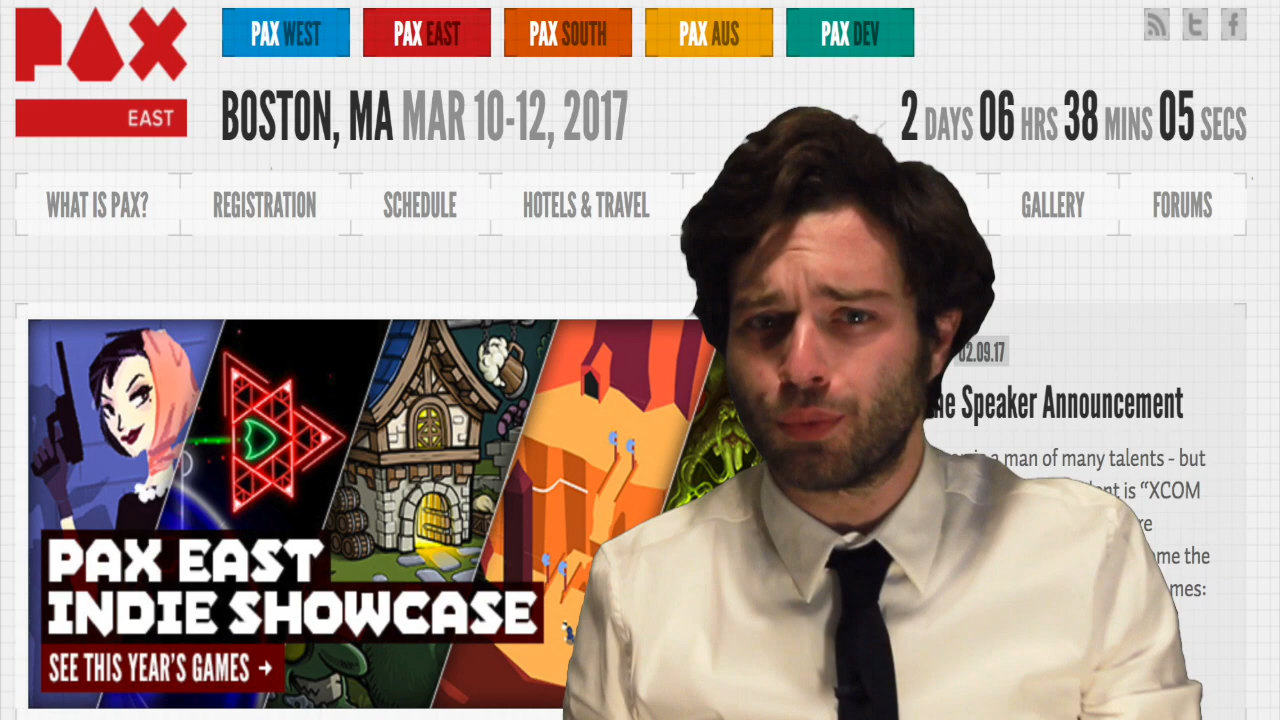 PAX WEST
PAX EAST
PAX SOUTH
PAX AUS
PAX DEV
PAX
EAST
BOSTON, MA MAR 10-12, 2017
2 DAYS 06 HRS 38 MINS 05 SECS
WHAT IS PAX?
REGISTRATION
SCHEDULE
HOTELS & TRAVEL
GALLERY
FORUMS
02.09.17
Speaker Announcement
a man of many talents - but
is “XCOM
me the
PAX EAST
INDIE SHOWCASE
SEE THIS YEAR'S GAMES →